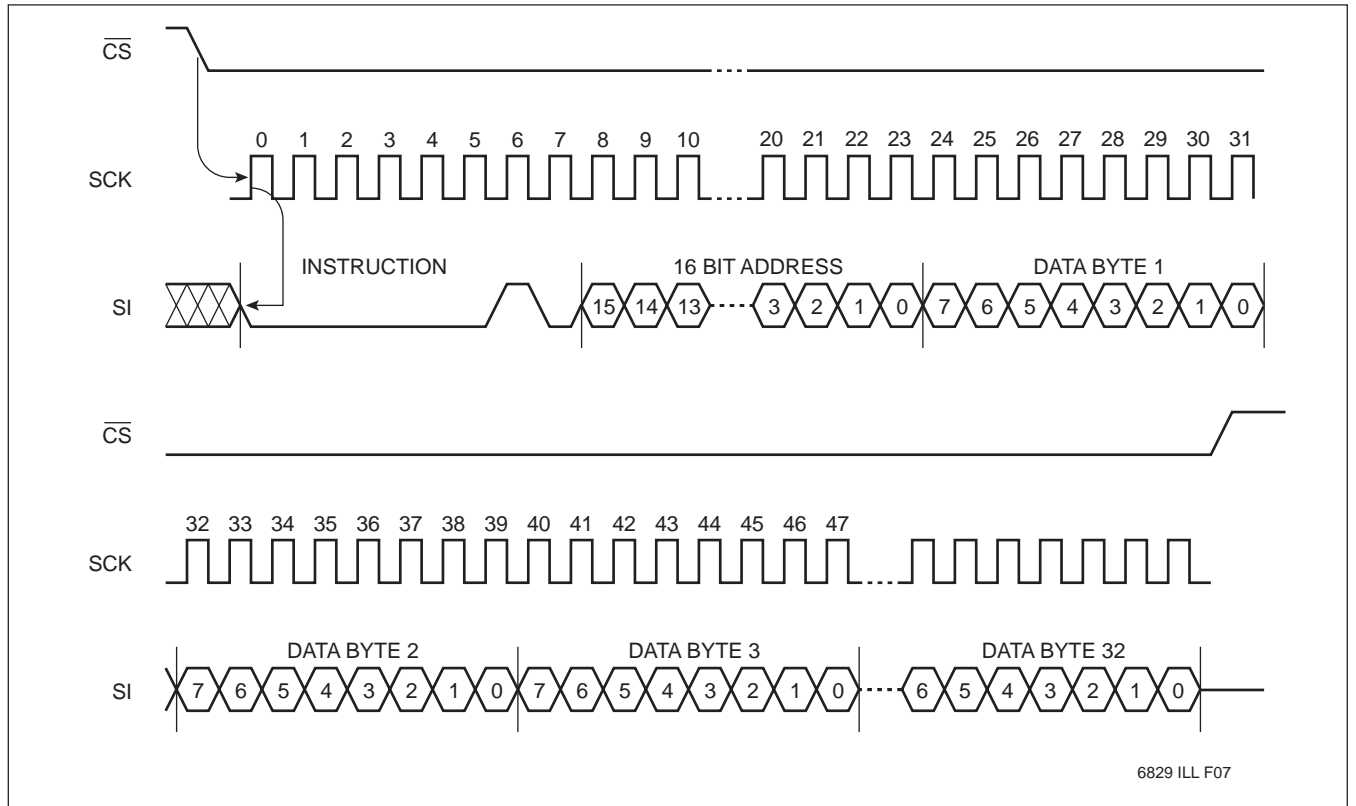 C̅S̅
0 1 2 3 4 5 6 7 8 9 10 20 21 22 23 24 25 26 27 28 29 30 31
SCK
INSTRUCTION 16 BIT ADDRESS DATA BYTE 1
SI 15 14 13 3 2 1 0 7 6 5 4 3 2 1 0
C̅S̅
32 33 34 35 36 37 38 39 40 41 42 43 44 45 46 47
SCK
DATA BYTE 2 DATA BYTE 3 DATA BYTE 32
SI 7 6 5 4 3 2 1 0 7 6 5 4 3 2 1 0 6 5 4 3 2 1 0
6829 ILL F07